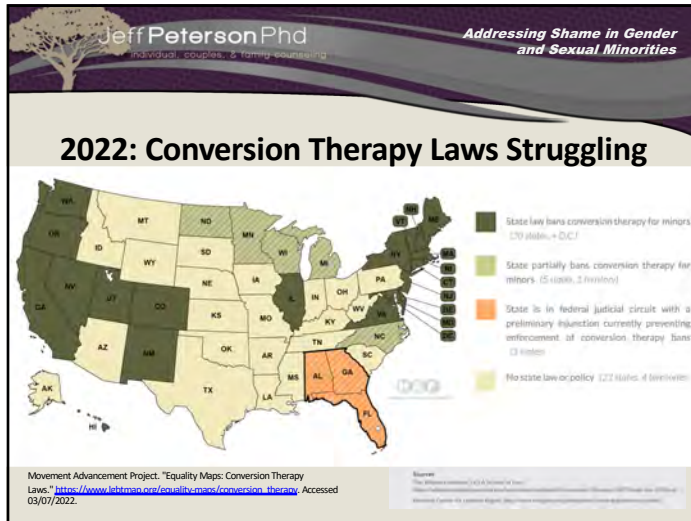 Jeff Peterson Phd
individual, couples, & family counseling
Addressing Shame in Gender
and Sexual Minorities
2022: Conversion Therapy Laws Struggling
WA
OR
CA
NV
ID
MT
WY
UT
CO
AZ
NM
ND
SD
NE
KS
OK
TX
MN
IA
MO
AR
LA
WI
IL
MI
IN
OH
KY
TN
MS
AL
GA
FL
SC
NC
VA
WV
PA
NY
VT
NH
ME
MA
RI
CT
NJ
DE
MD
DC
AK
HI
State law bans conversion therapy for minors
State partially bans conversion therapy for
minors
State is in federal judicial circuit with a
preliminary injunction currently preventing
enforcement of conversion therapy bans
No state law or policy
Movement Advancement Project. "Equality Maps: Conversion Therapy
Laws." https://www.lgbtmap.org/equality-maps/conversion_therapy. Accessed
03/07/2022.
Sources